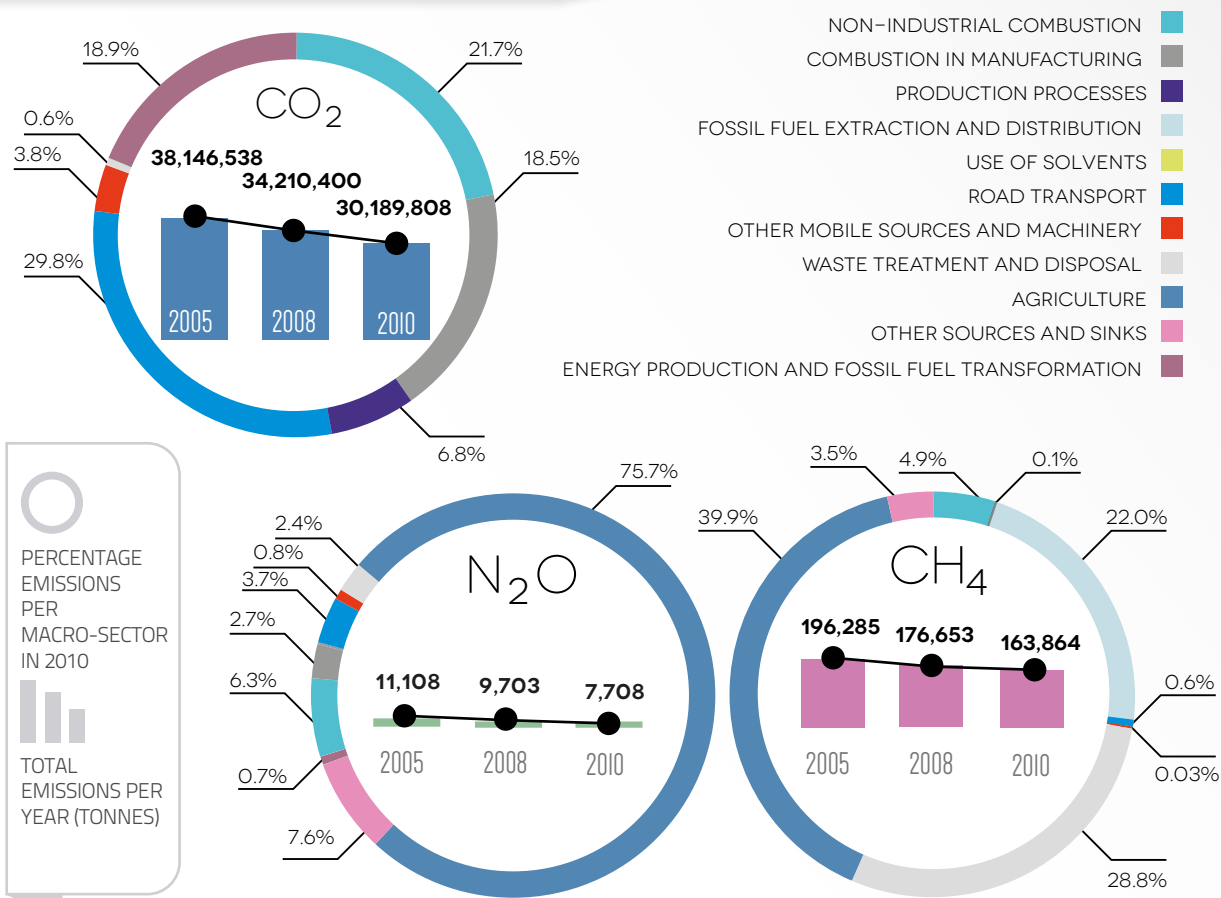 NON-INDUSTRIAL COMBUSTION
COMBUSTION IN MANUFACTURING
PRODUCTION PROCESSES
FOSSIL FUEL EXTRACTION AND DISTRIBUTION
USE OF SOLVENTS
ROAD TRANSPORT
OTHER MOBILE SOURCES AND MACHINERY
WASTE TREATMENT AND DISPOSAL
AGRICULTURE
OTHER SOURCES AND SINKS
ENERGY PRODUCTION AND FOSSIL FUEL TRANSFORMATION
18.9%
21.7%
CO₂
0.6%
3.8%
38,146,538
34,210,400
30,189,808
18.5%
29.8%
2005
2008
2010
6.8%
PERCENTAGE
EMISSIONS
PER
MACRO-SECTOR
IN 2010
TOTAL
EMISSIONS PER
YEAR (TONNES)
75.7%
2.4%
0.8%
3.7%
2.7%
6.3%
0.7%
7.6%
N₂O
11,108
9,703
7,708
2005
2008
2010
3.5%
4.9%
0.1%
39.9%
22.0%
CH₄
196,285
176,653
163,864
2005
2008
2010
0.6%
0.03%
28.8%